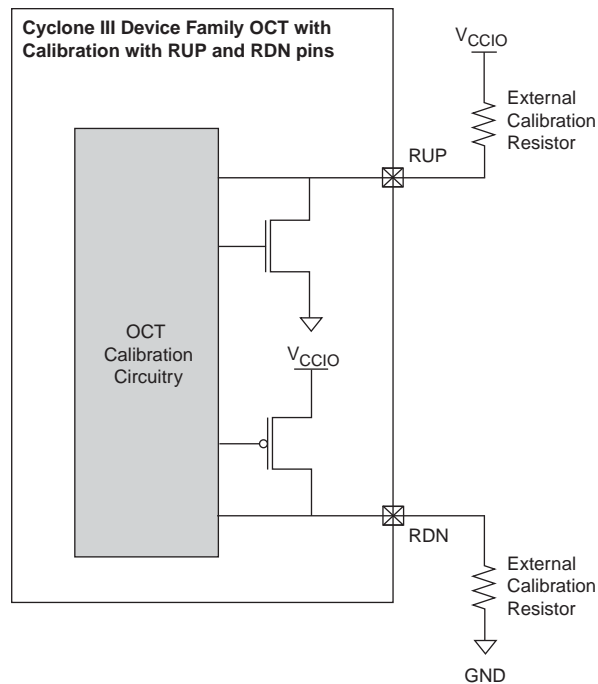 Cyclone III Device Family OCT with
Calibration with RUP and RDN pins
VCCIO
External
Calibration
Resistor
RUP
OCT
Calibration
Circuitry
VCCIO
RDN
External
Calibration
Resistor
GND